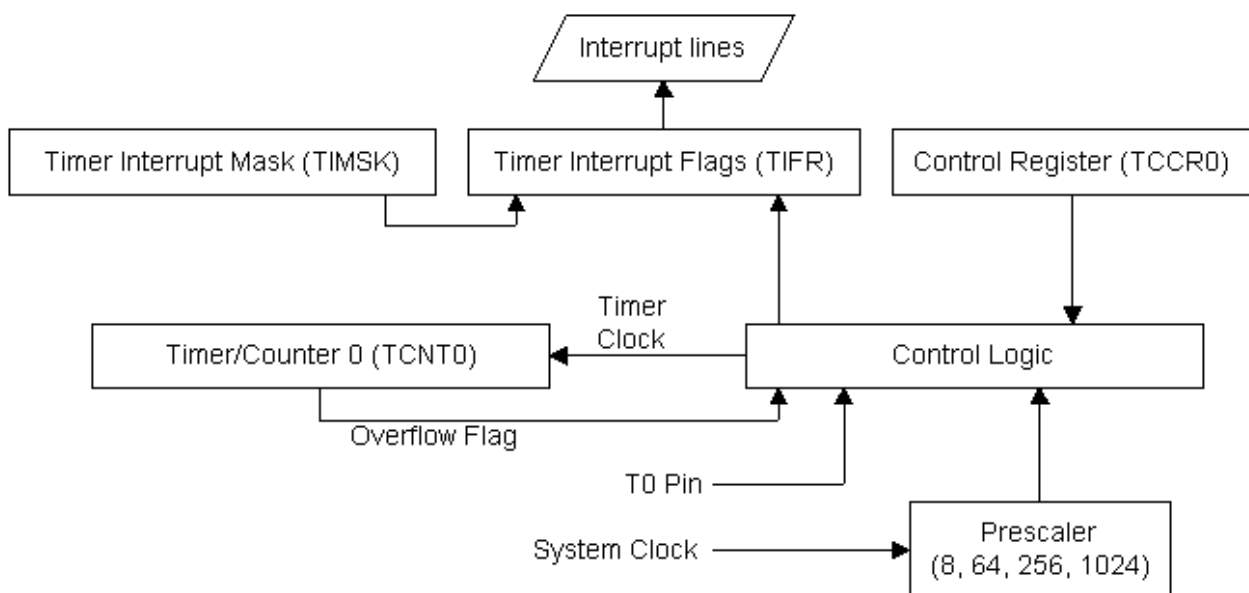 Interrupt lines
Timer Interrupt Mask (TIMSK)
Timer Interrupt Flags (TIFR)
Control Register (TCCR0)
Timer
Clock
Timer/Counter 0 (TCNT0)
Control Logic
Overflow Flag
T0 Pin
System Clock
Prescaler
(8, 64, 256, 1024)